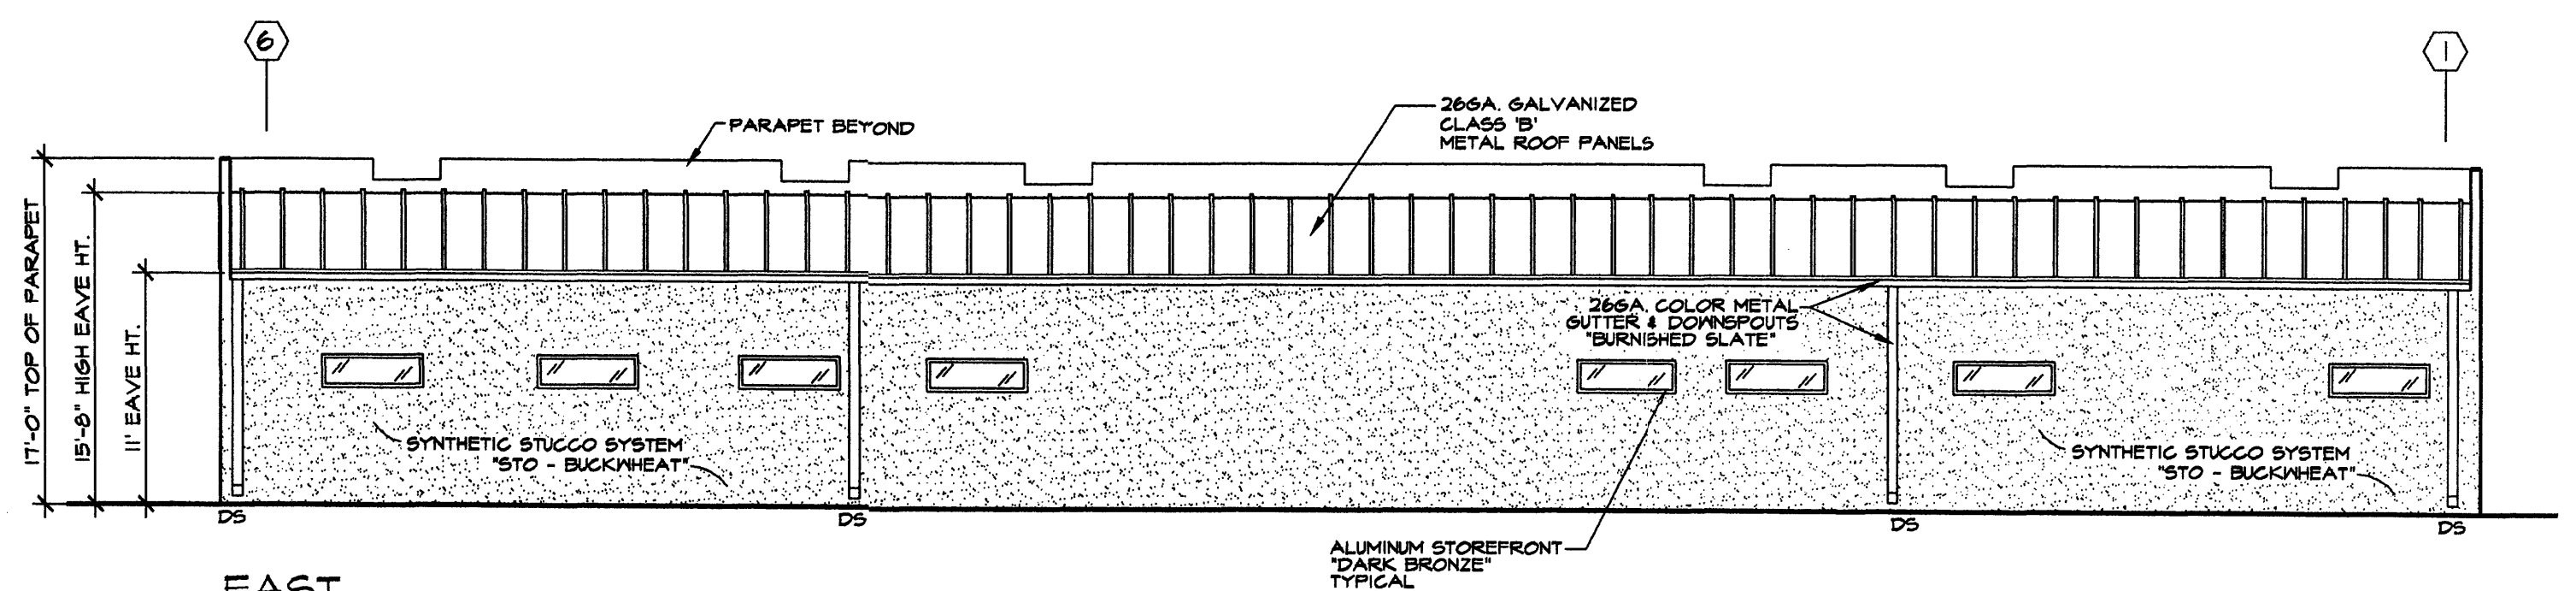 6
1
PARAPET BEYOND
26GA. GALVANIZED
CLASS 'B'
METAL ROOF PANELS
17'-0" TOP OF PARAPET
15'-8" HIGH EAVE HT.
11' EAVE HT.
26GA. COLOR METAL
GUTTER & DOWNSPOUTS
"BURNISHED SLATE"
SYNTHETIC STUCCO SYSTEM
"STO - BUCKWHEAT"
SYNTHETIC STUCCO SYSTEM
"STO - BUCKWHEAT"
DS
DS
DS
DS
ALUMINUM STOREFRONT
"DARK BRONZE"
TYPICAL
EAST